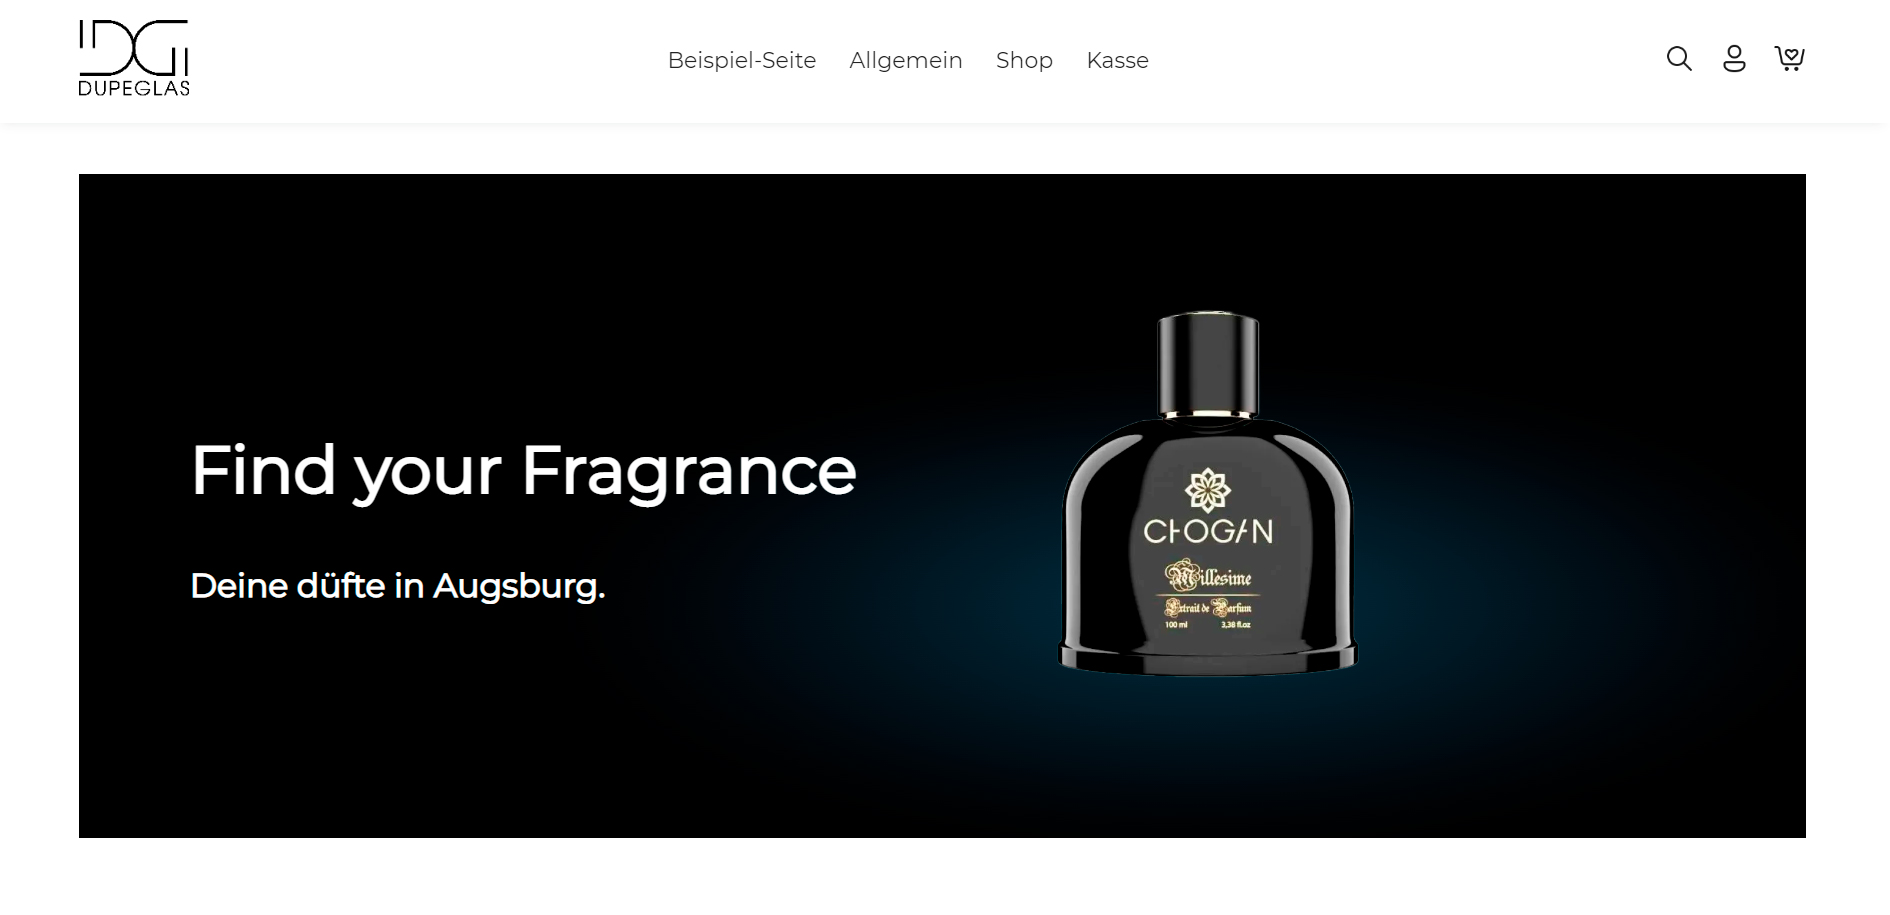 DG
DUPEGLAS
Beispiel-Seite Allgemein Shop Kasse
Find your Fragrance
Deine düfte in Augsburg.
CHOGAN
Millesime
Extrait de Parfum
100 ml 3,38 fl.oz